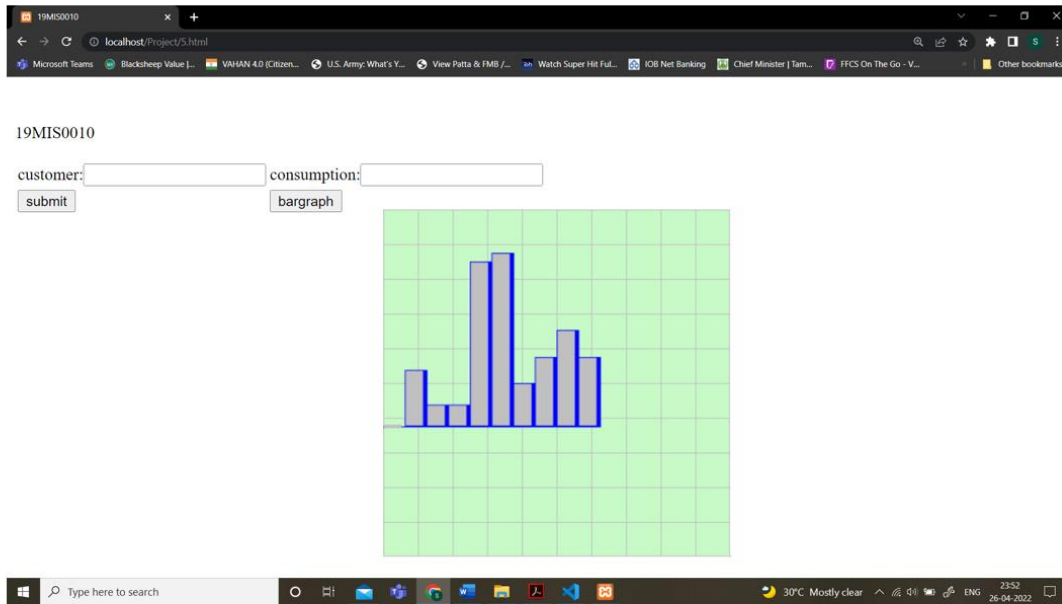 19MIS0010
localhost/Project/5.html
Microsoft Teams Blacksheep Value |... VAHAN 4.0 (Citizen... U.S. Army: What's Y... View Patta & FMB /... Watch Super Hit Ful... IOB Net Banking Chief Minister | Tam... FFCS On The Go - V... Other bookmarks
19MIS0010
customer: consumption:
submit bargraph
Type here to search 30°C Mostly clear ENG 23:52
26-04-2022